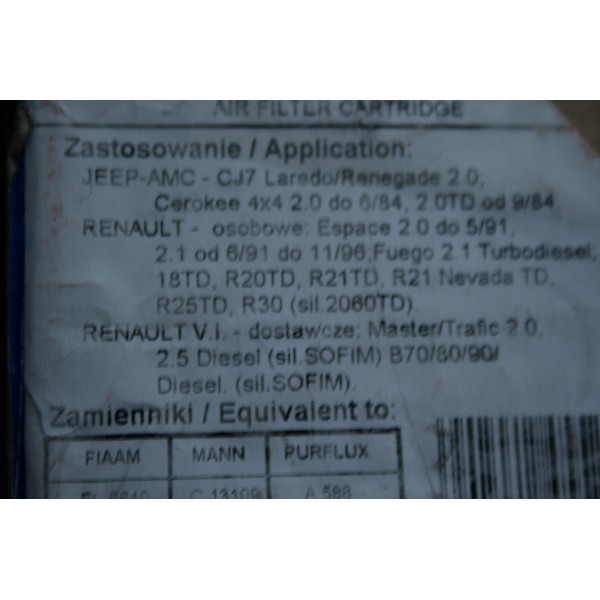 AIR FILTER CARTRIDGE
Zastosowanie / Application:
JEEP-AMC - CJ7 Laredo/Renegade 2.0,
Cerokee 4x4 2.0 do 6/84, 2.0TD od 9/84.
RENAULT - osobowe: Espace 2.0 do 5/91,
2.1 od 6/91 do 11/96,Fuego 2.1 Turbodiesel,
18TD, R20TD, R21TD, R21 Nevada TD,
R25TD, R30 (sil.2060TD).
RENAULT V.I. - dostawcze: Master/Trafic 2.0,
2.5 Diesel (sil.SOFIM) B70/80/90/
Diesel. (sil.SOFIM).
Zamienniki / Equivalent to:
FIAAM MANN PURFLUX
C 13109 A 588